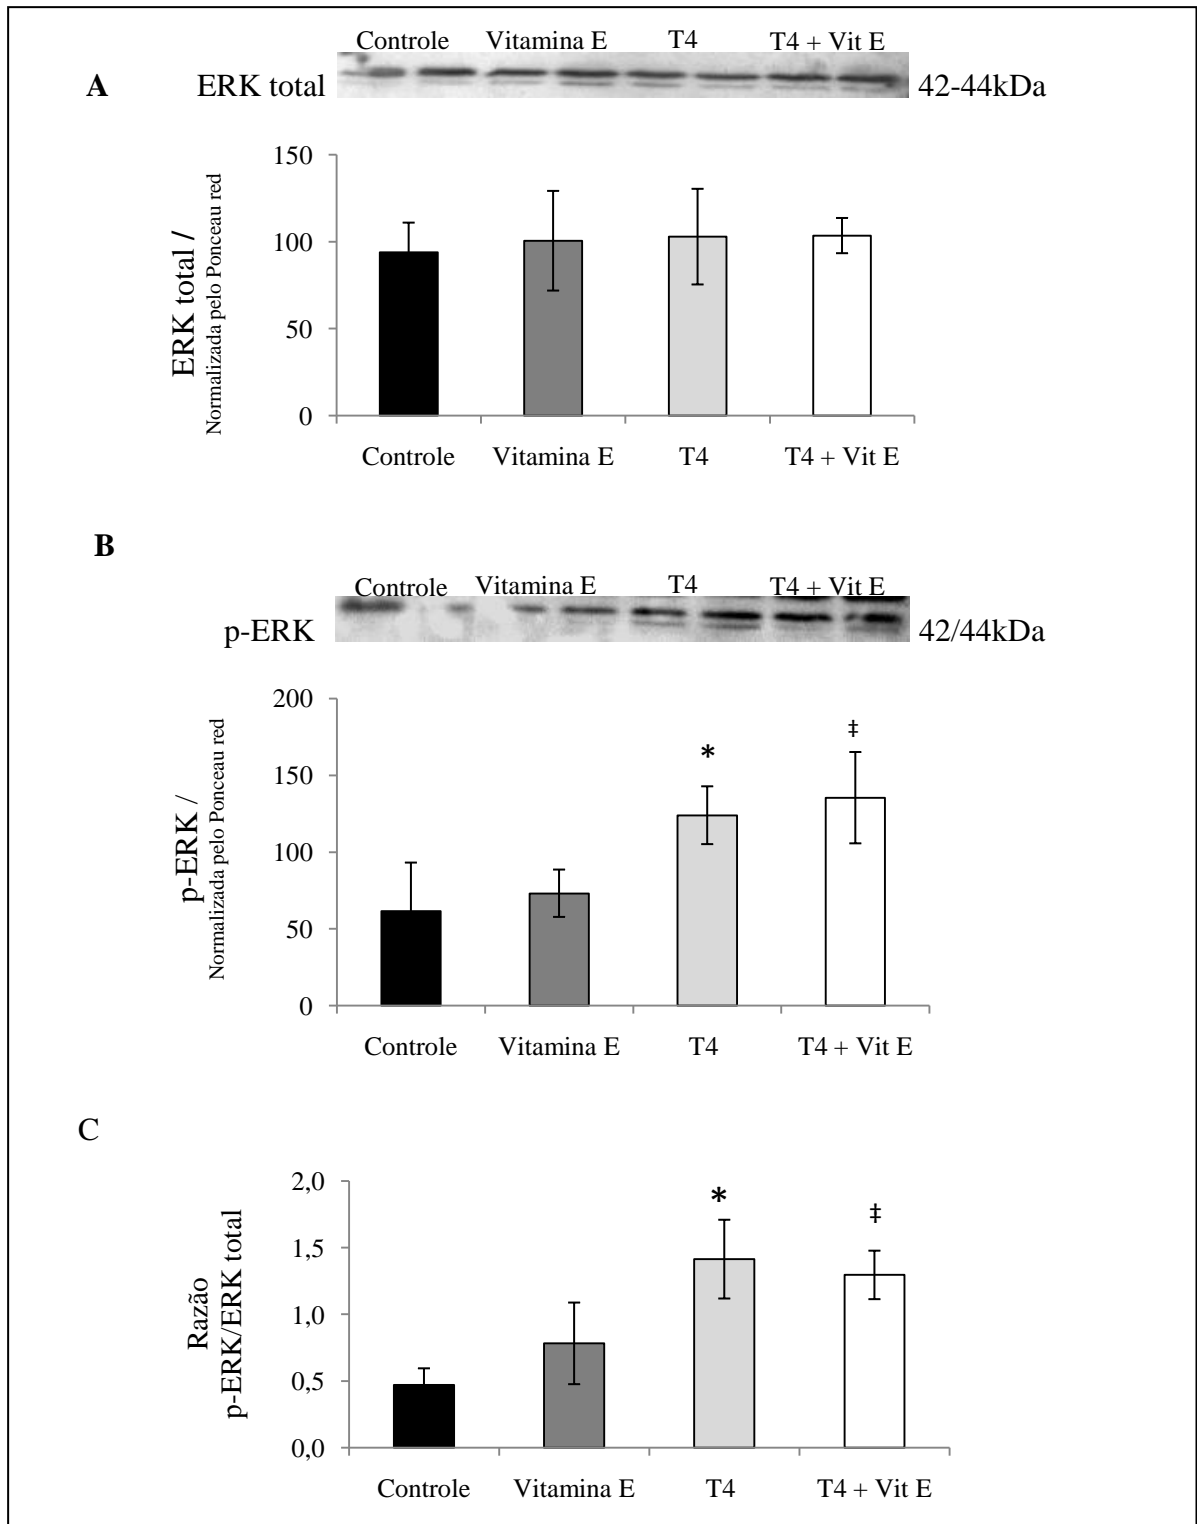 Controle Vitamina E T4 T4 + Vit E
A ERK total 42-44kDa
ERK total /
Normalizada pelo Ponceau red
150
100
50
0
Controle Vitamina E T4 T4 + Vit E
B
Controle Vitamina E T4 T4 + Vit E
p-ERK 42/44kDa
p-ERK /
Normalizada pelo Ponceau red
200
150
100
50
0
* ‡
Controle Vitamina E T4 T4 + Vit E
C
Razão
p-ERK/ERK total
2,0
1,5
1,0
0,5
0,0
* ‡
Controle Vitamina E T4 T4 + Vit E